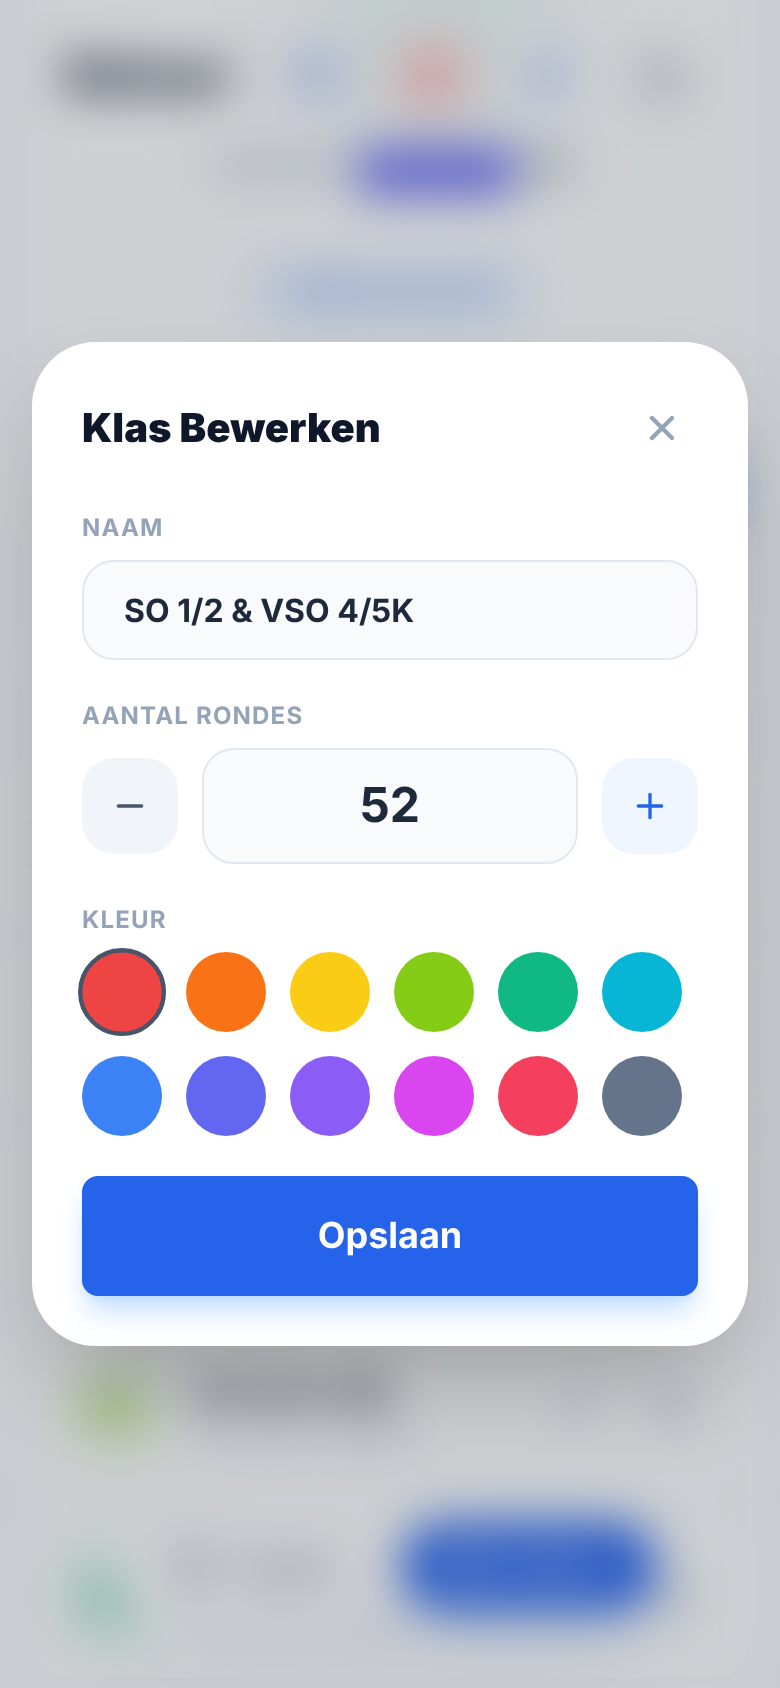 Klas Bewerken
NAAM
SO 1/2 & VSO 4/5K
AANTAL RONDES
52
KLEUR
Opslaan